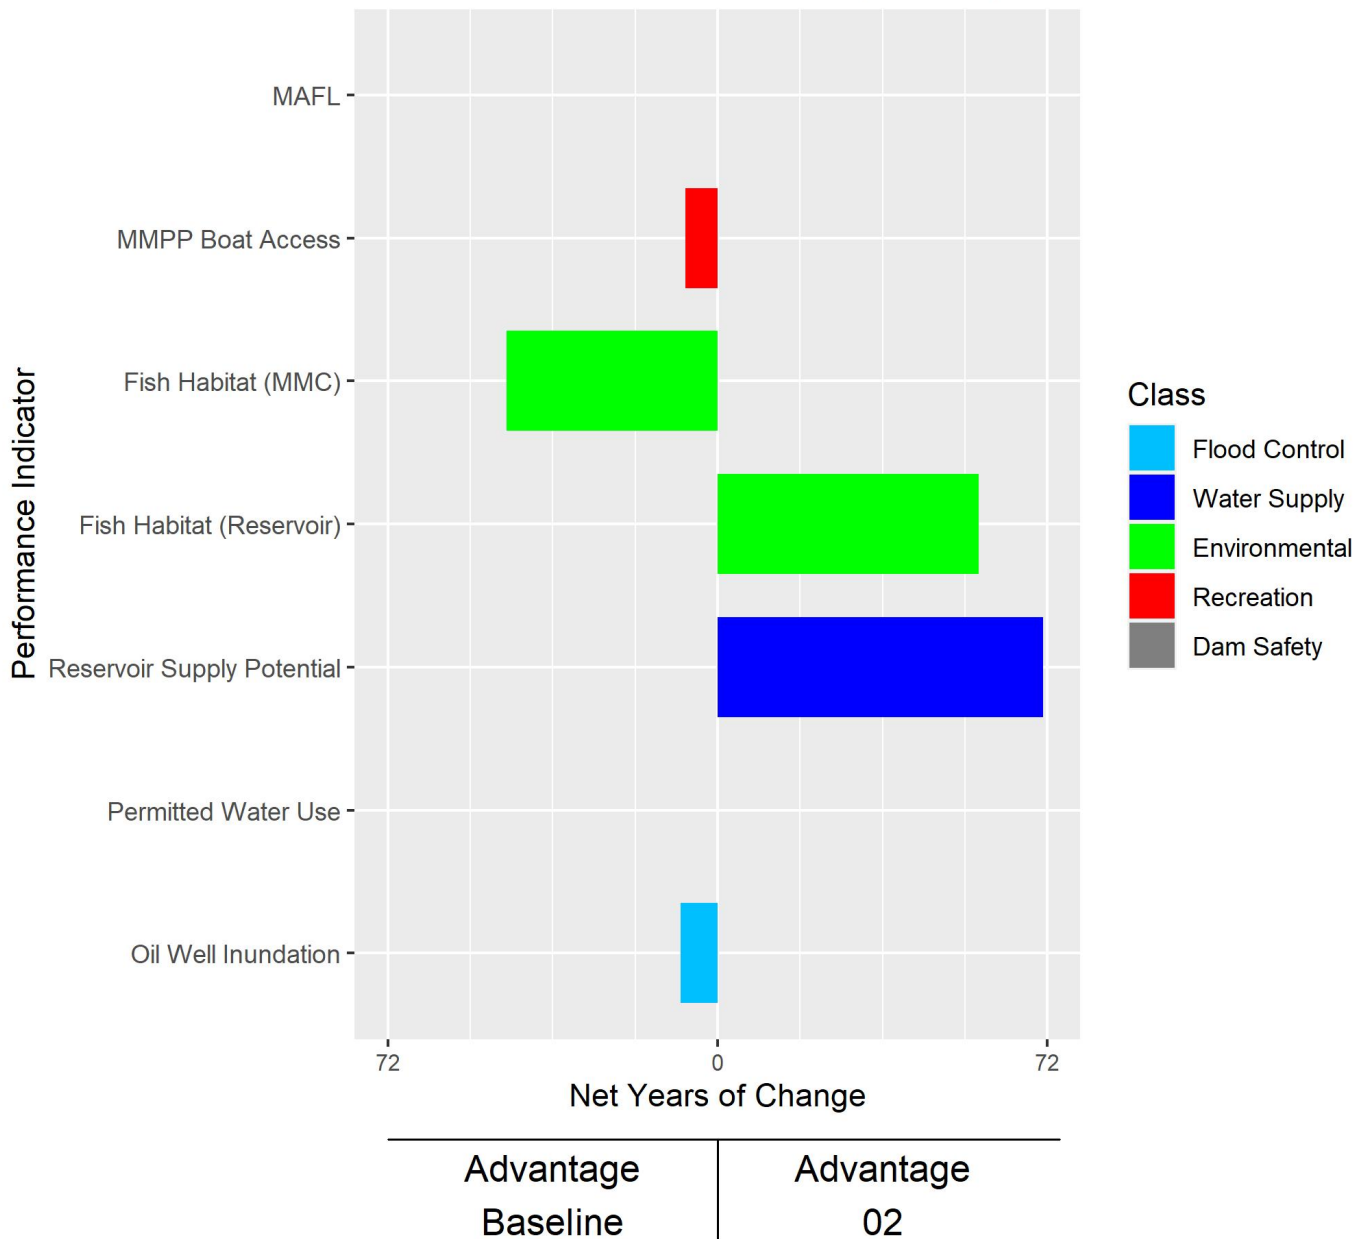 MAFL
MMPP Boat Access
Fish Habitat (MMC)
Fish Habitat (Reservoir)
Reservoir Supply Potential
Permitted Water Use
Oil Well Inundation
Performance Indicator
72 0 72
Net Years of Change
Advantage Advantage
Baseline 02
Class
Flood Control
Water Supply
Environmental
Recreation
Dam Safety